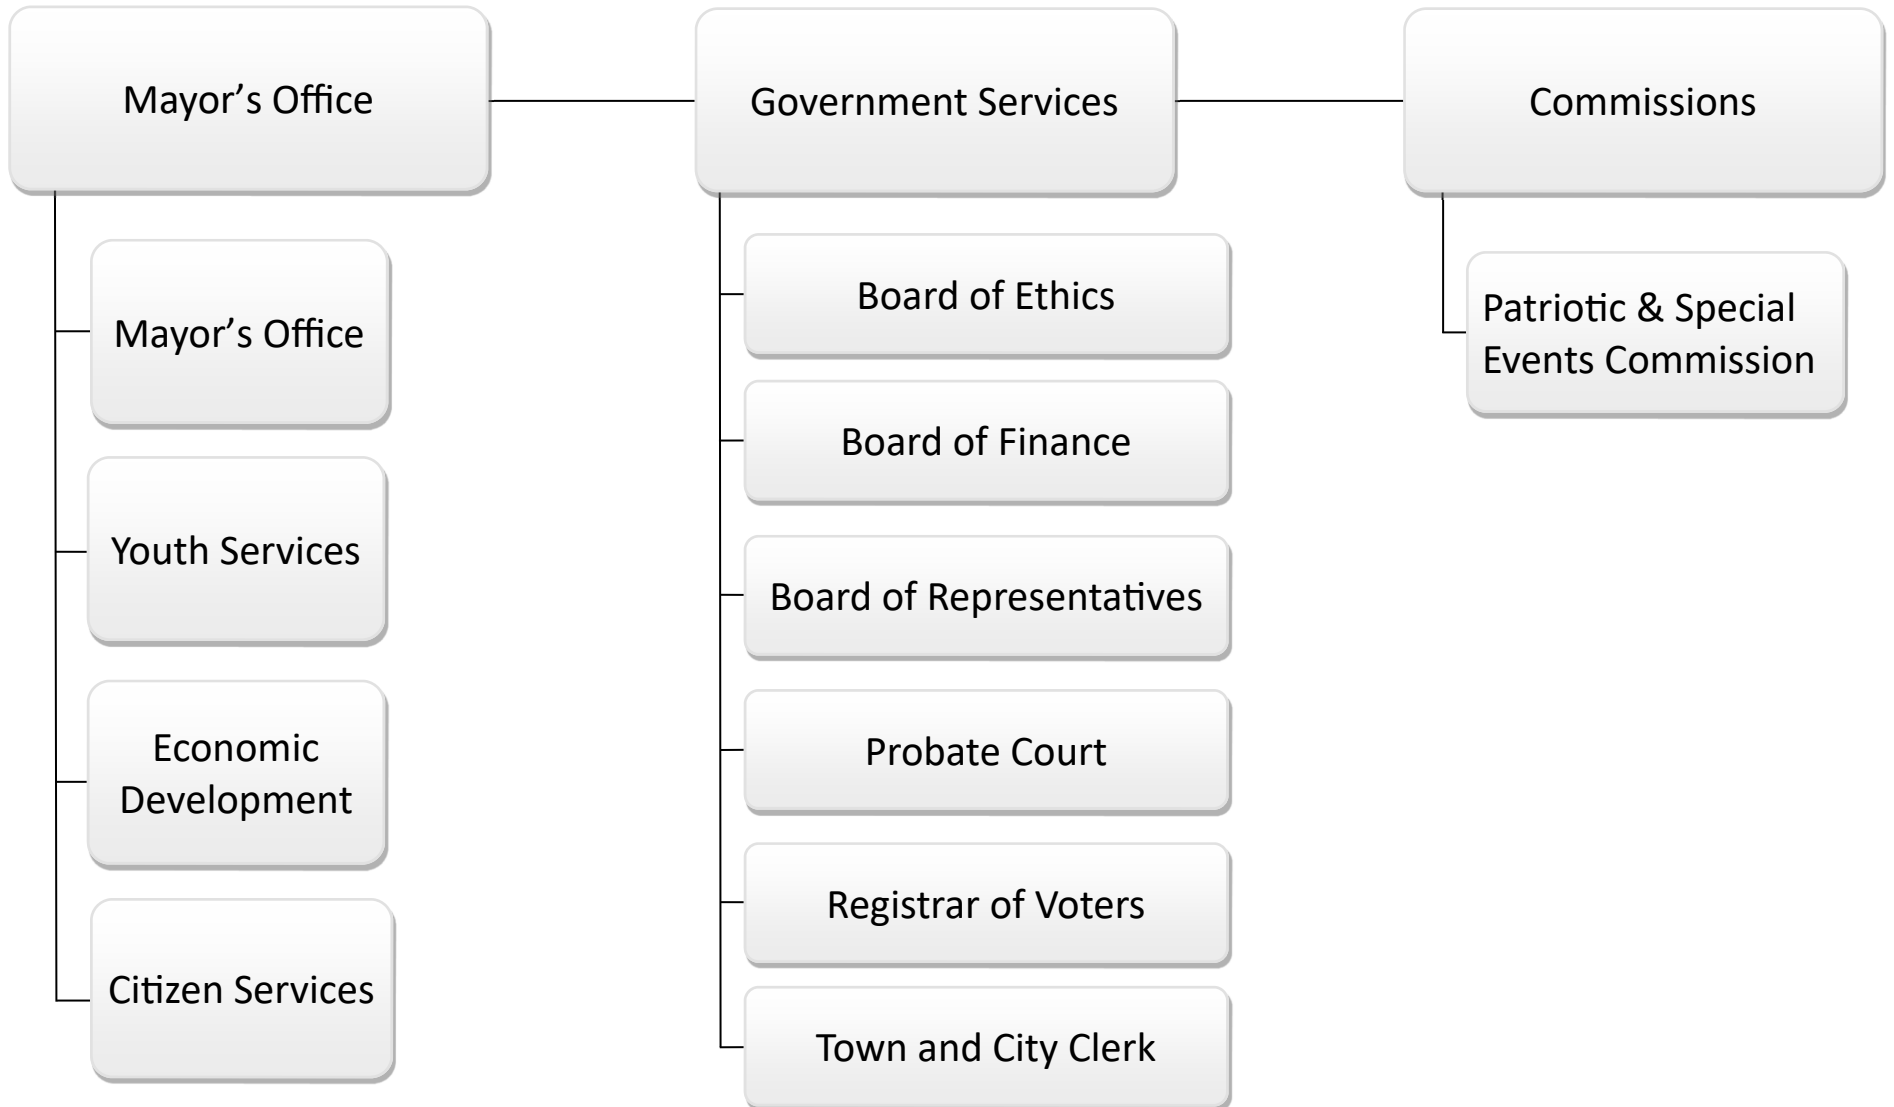 Mayor’s Office
Government Services
Commissions
Mayor’s Office
Youth Services
Economic
Development
Citizen Services
Board of Ethics
Board of Finance
Board of Representatives
Probate Court
Registrar of Voters
Town and City Clerk
Patriotic & Special
Events Commission